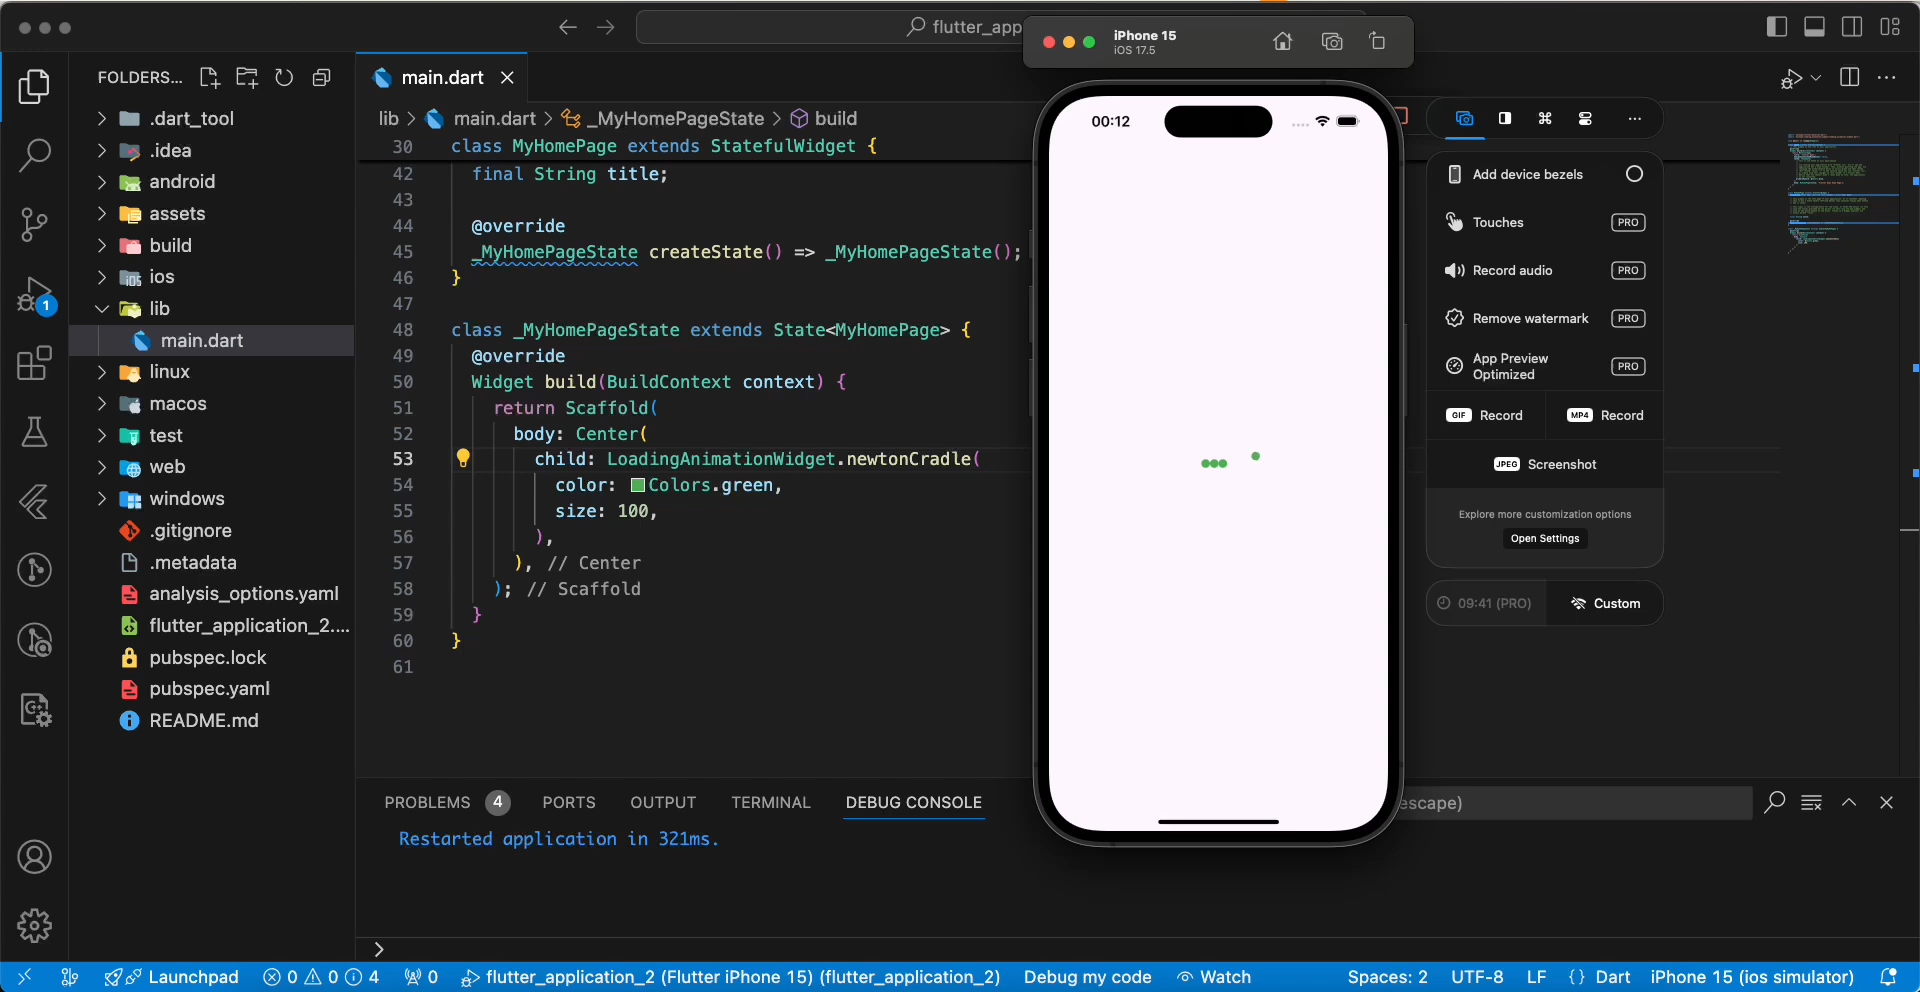 flutter_app
iPhone 15
iOS 17.5
FOLDERS...
main.dart
lib > main.dart > _MyHomePageState > build
.dart_tool
.idea
android
assets
build
ios
lib
main.dart
linux
macos
test
web
windows
.gitignore
.metadata
analysis_options.yaml
flutter_application_2....
pubspec.lock
pubspec.yaml
README.md
1
30 class MyHomePage extends StatefulWidget {
42 final String title;
43
44 @override
45 _MyHomePageState createState() => _MyHomePageState();
46 }
47
48 class _MyHomePageState extends State<MyHomePage> {
49 @override
50 Widget build(BuildContext context) {
51 return Scaffold(
52 body: Center(
53 child: LoadingAnimationWidget.newtonCradle(
54 color: Colors.green,
55 size: 100,
56 ),
57 ), // Center
58 ); // Scaffold
59 }
60 }
61
00:12
Add device bezels
Touches PRO
Record audio PRO
Remove watermark PRO
App Preview
Optimized PRO
GIF Record MP4 Record
JPEG Screenshot
Explore more customization options
Open Settings
09:41 (PRO) Custom
PROBLEMS 4 PORTS OUTPUT TERMINAL DEBUG CONSOLE
escape)
Restarted application in 321ms.
>
Launchpad 0 0 4 0 flutter_application_2 (Flutter iPhone 15) (flutter_application_2) Debug my code Watch Spaces: 2 UTF-8 LF {} Dart iPhone 15 (ios simulator)